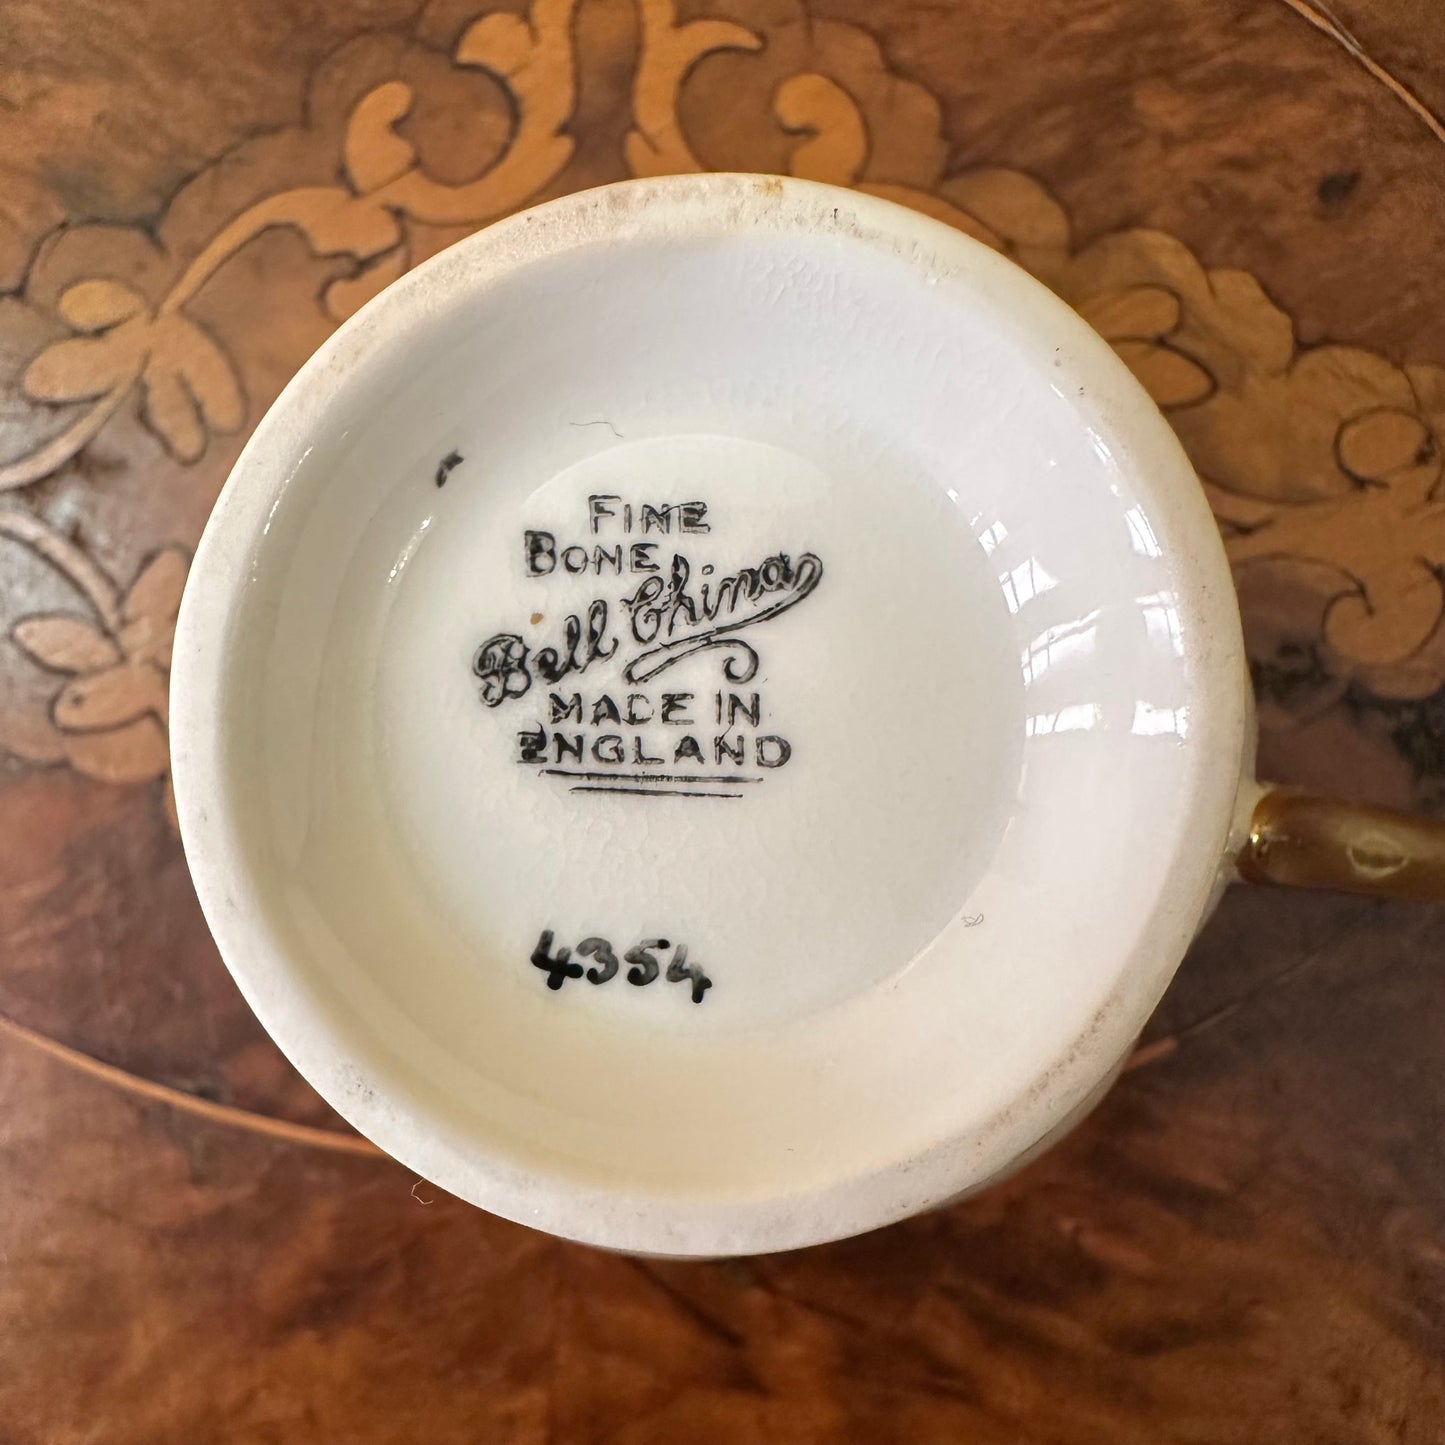 FINE
BONE
Bell China
MADE IN
ENGLAND
4354